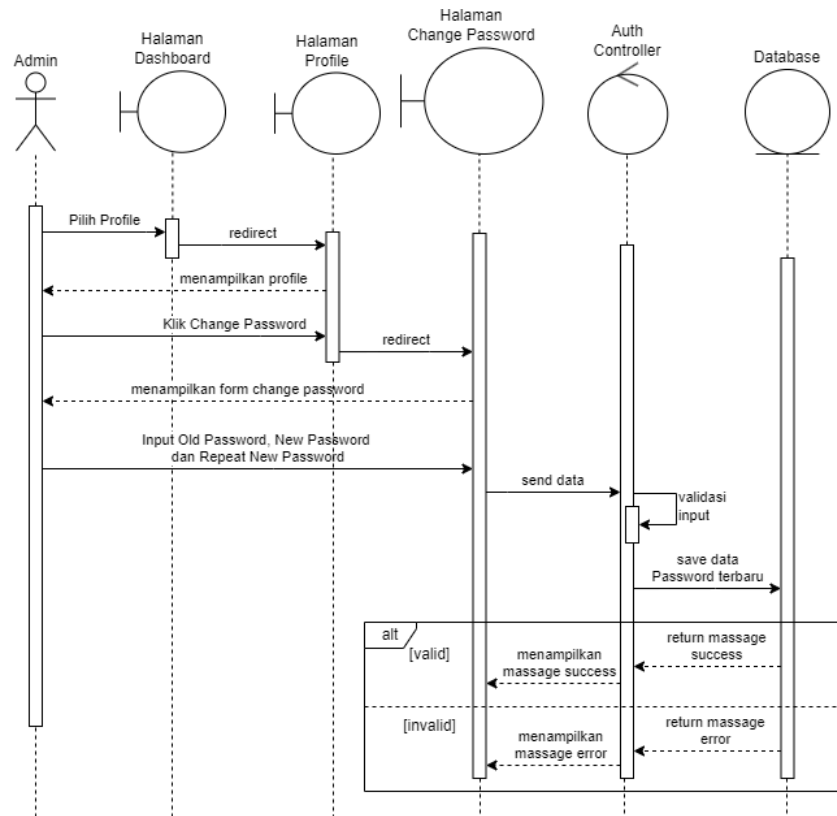 Halaman
Change Password
Halaman
Dashboard
Halaman
Profile
Auth
Controller
Admin
Database
Pilih Profile
redirect
menampilkan profile
Klik Change Password
redirect
menampilkan form change password
Input Old Password, New Password
dan Repeat New Password
send data
validasi
input
save data
Password terbaru
alt
[valid]
menampilkan
massage success
return massage
success
[invalid]
menampilkan
massage error
return massage
error